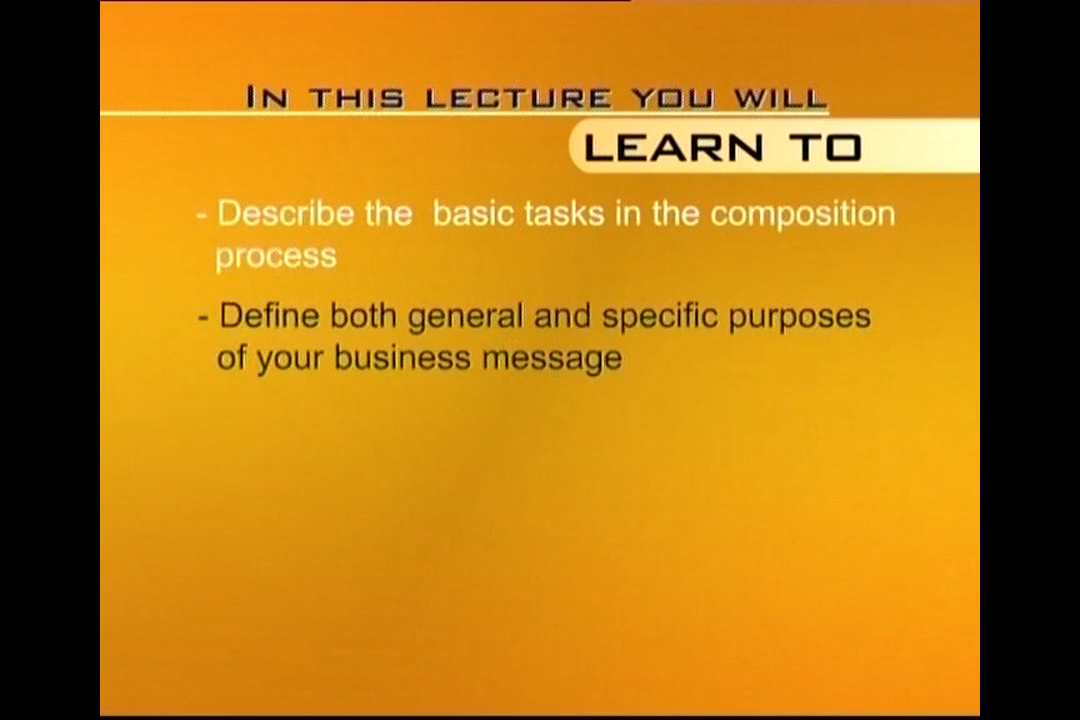 IN THIS LECTURE YOU WILL
LEARN TO
- Describe the basic tasks in the composition
process
- Define both general and specific purposes
of your business message